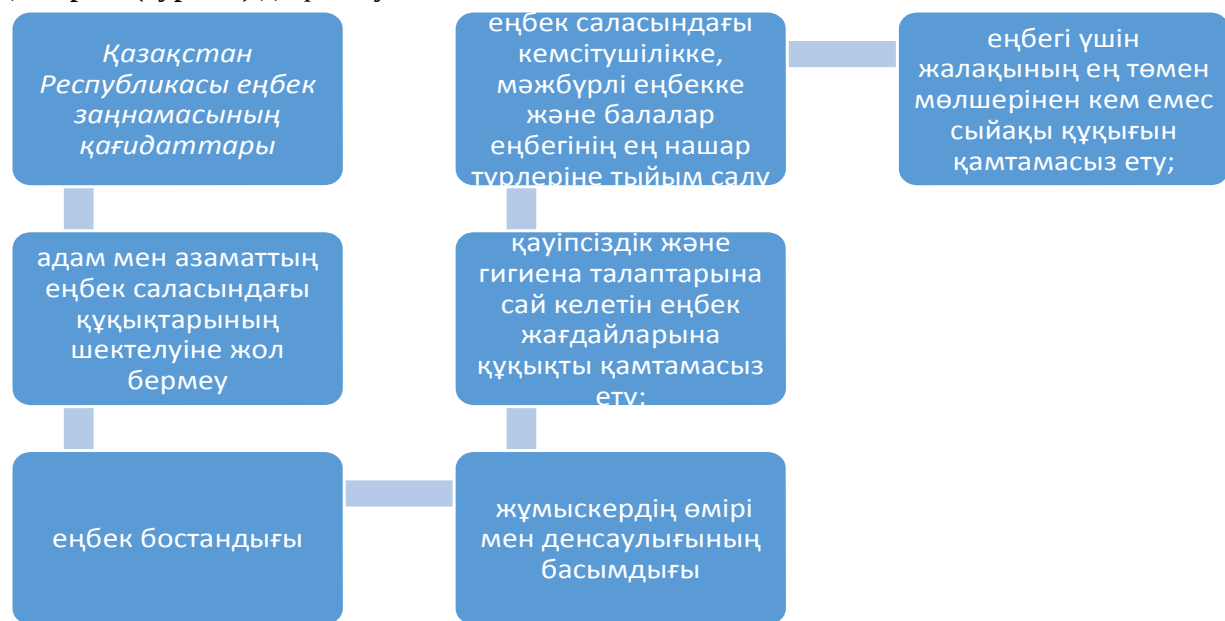 Қазақстан
Республикасы еңбек
заңнамасының
қағидаттары
адам мен азаматтың
еңбек саласындағы
құқықтарының
шектелуіне жол
бермеу
еңбек бостандығы
жұмыскердің өмірі
мен денсаулығының
басымдығы
қауіпсіздік және
гигиена талаптарына
сай келетін еңбек
жағдайларына
құқықты қамтамасыз
ету;
еңбек саласындағы
кемсітушілікке,
мәжбүрлі еңбекке
және балалар
еңбегінің ең нашар
түрлеріне тыйым салу
еңбегі үшін
жалақының ең төмен
мөлшерінен кем емес
сыйақы құқығын
қамтамасыз ету;